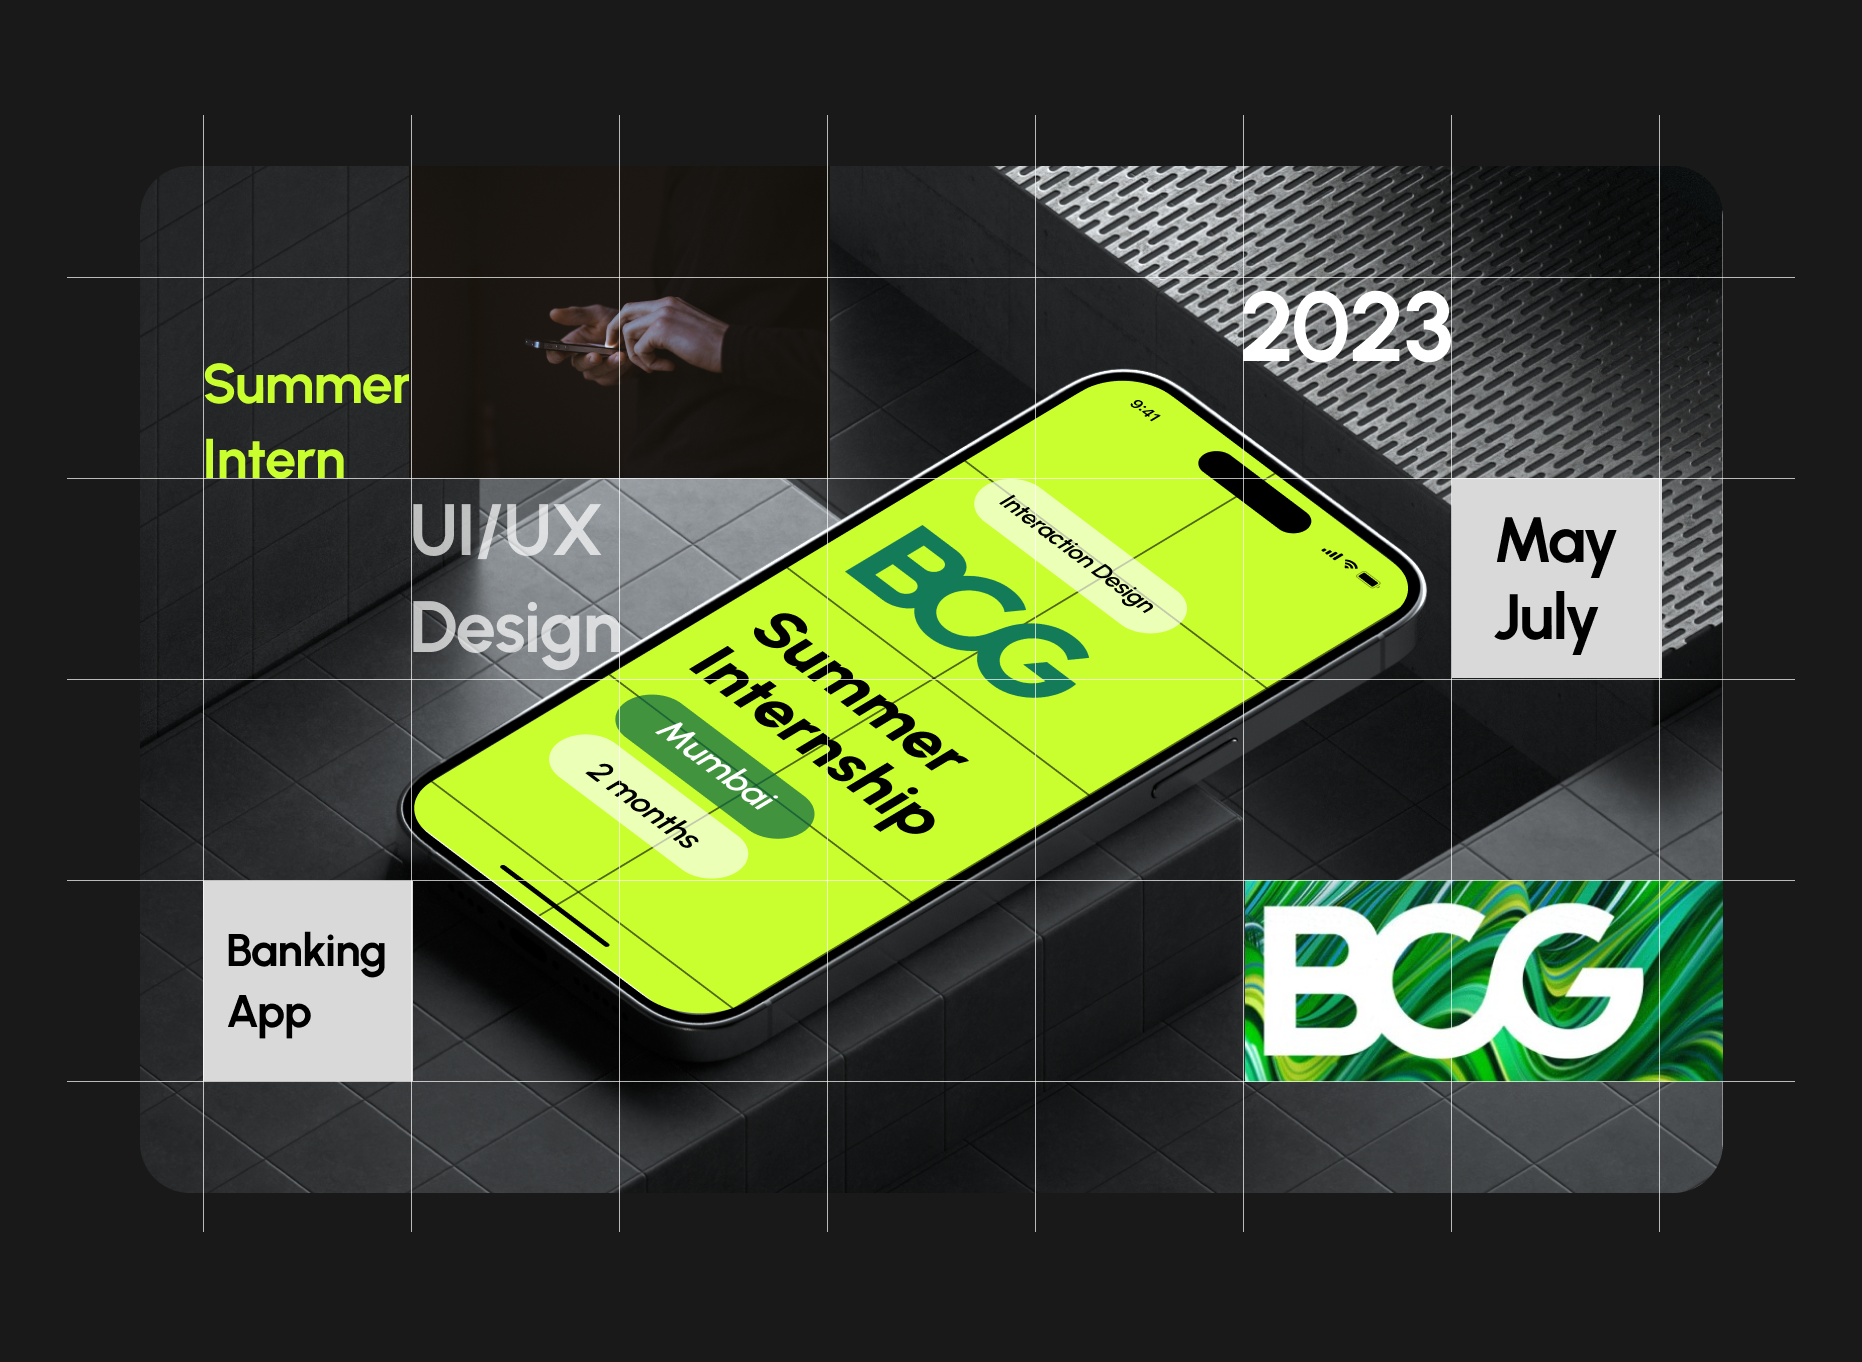 2023
Summer
Intern
UI/UX
Design
May
July
9:41
Interaction Design
BCG
Summer
Internship
Mumbai
2 months
Banking
App
BCG